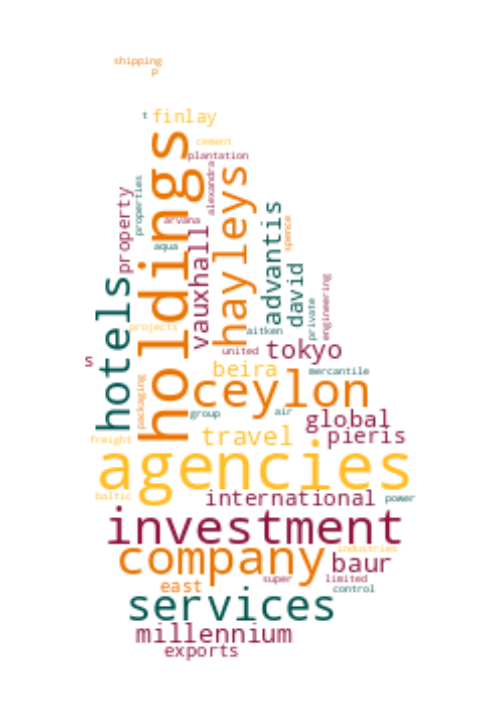 shipping
p
t finlay
cement
plantation
alexandra
holdings
hayleys
properties
property
arvana
advantis
spence
vauxhall
aqua
david
engineering
private
hotels
projects
aitken
s
united
tokyo
beira
mercantile
packaging
ceylon
group
air
global
travel
pieris
freight
agencies
baltic
international
power
investment
company
industries
baur
super
limited
east
control
services
millennium
exports